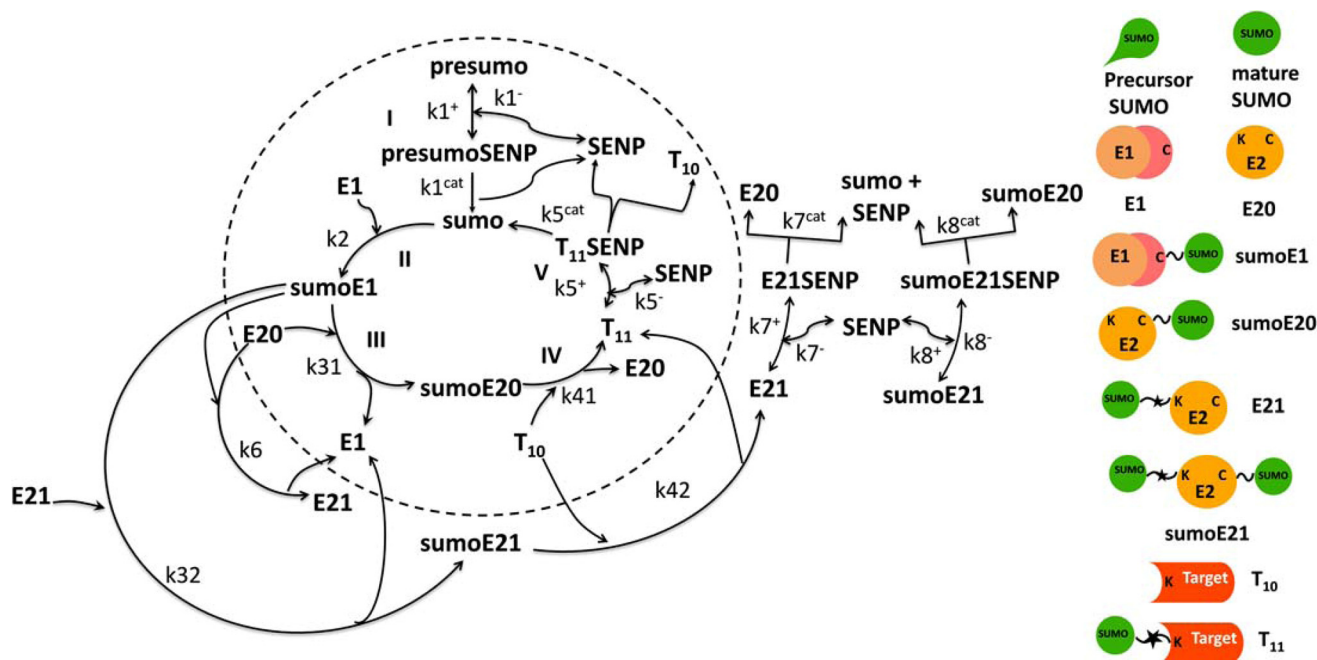 presumo
k1⁺
k1⁻
I
presumoSENP
SENP
T₁₀
k1ᶜᵃᵗ
E1
sumo
k5ᶜᵃᵗ
k2
II
T₁₁SENP
V
k5⁺
SENP
k5⁻
sumoE1
E20
III
T₁₁
k31
IV
sumoE20
E20
k41
E1
T₁₀
k6
E21
E21
k42
sumoE21
k32
E20
sumo +
SENP
sumoE20
k7ᶜᵃᵗ
k8ᶜᵃᵗ
E21SENP
sumoE21SENP
k7⁺
SENP
k7⁻
k8⁺
k8⁻
E21
sumoE21
SUMO
SUMO
Precursor
SUMO
mature
SUMO
E1
C
K C
E2
E1
E20
E1
C
SUMO
sumoE1
K C
E2
SUMO
sumoE20
SUMO
K C
E2
E21
SUMO
K C
E2
SUMO
sumoE21
K Target
T₁₀
SUMO
K Target
T₁₁